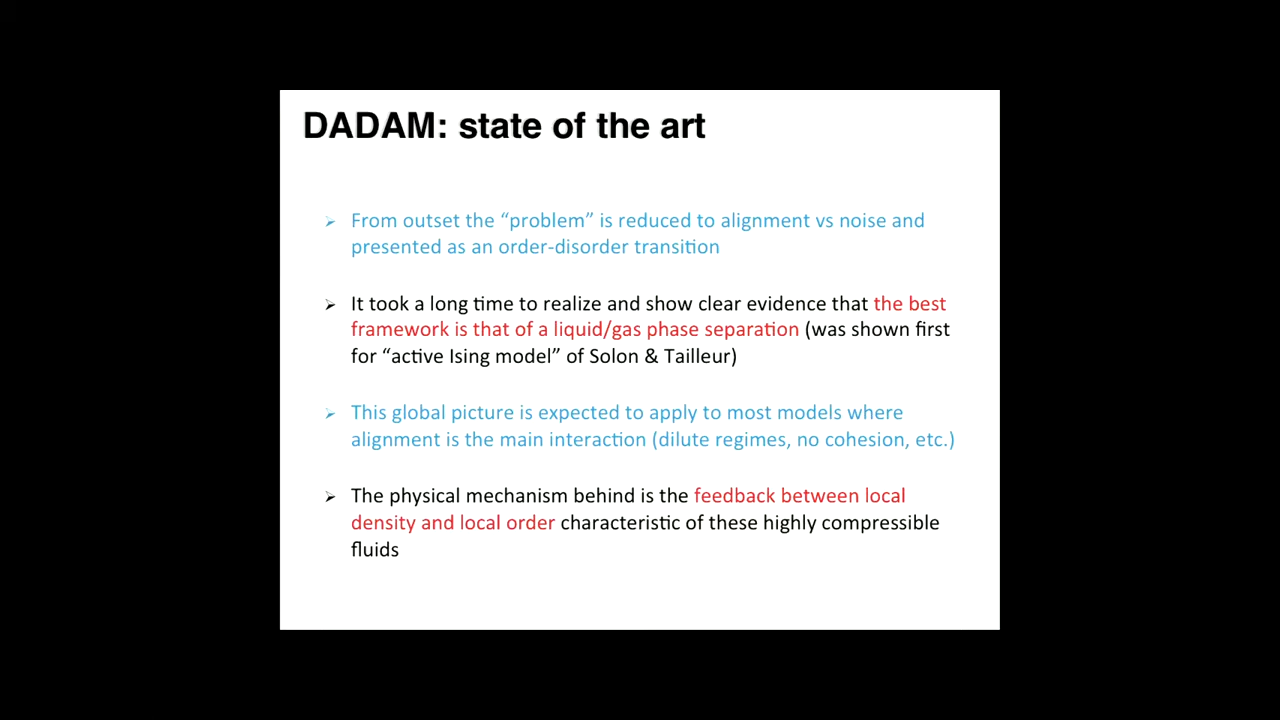 DADAM: state of the art
➢ From outset the “problem” is reduced to alignment vs noise and
presented as an order-disorder transition
➢ It took a long time to realize and show clear evidence that the best
framework is that of a liquid/gas phase separation (was shown first
for “active Ising model” of Solon & Tailleur)
➢ This global picture is expected to apply to most models where
alignment is the main interaction (dilute regimes, no cohesion, etc.)
➢ The physical mechanism behind is the feedback between local
density and local order characteristic of these highly compressible
fluids